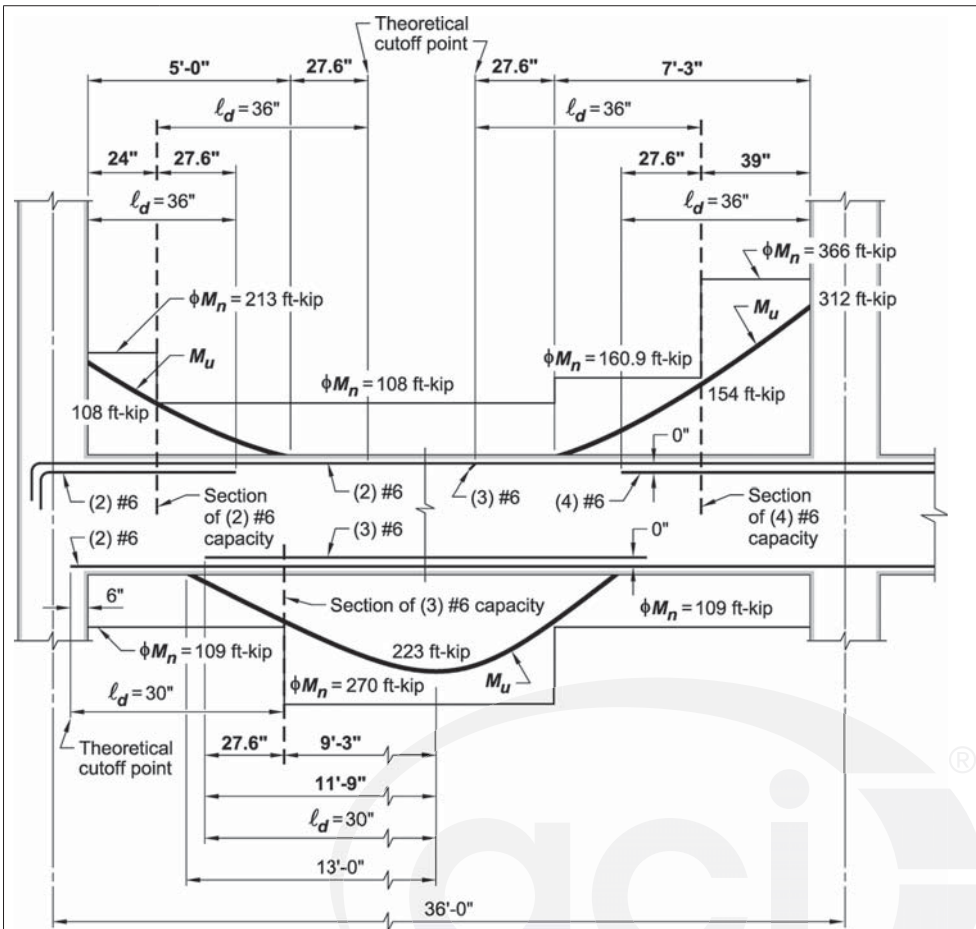 Theoretical
cutoff point
5'-0"
27.6"
27.6"
7'-3"
ℓd = 36"
ℓd = 36"
24"
27.6"
27.6"
39"
ℓd = 36"
ℓd = 36"
ϕMn = 366 ft-kip
ϕMn = 213 ft-kip
312 ft-kip
Mu
Mu
ϕMn = 160.9 ft-kip
ϕMn = 108 ft-kip
154 ft-kip
108 ft-kip
0"
(2) #6
Section
of (2) #6
capacity
(2) #6
(3) #6
(4) #6
Section
of (4) #6
capacity
(2) #6
(3) #6
0"
6"
Section of (3) #6 capacity
ϕMn = 109 ft-kip
ϕMn = 109 ft-kip
223 ft-kip
Mu
ϕMn = 270 ft-kip
ℓd = 30"
Theoretical
cutoff point
27.6"
9'-3"
11'-9"
ℓd = 30"
13'-0"
36'-0"
aci
®